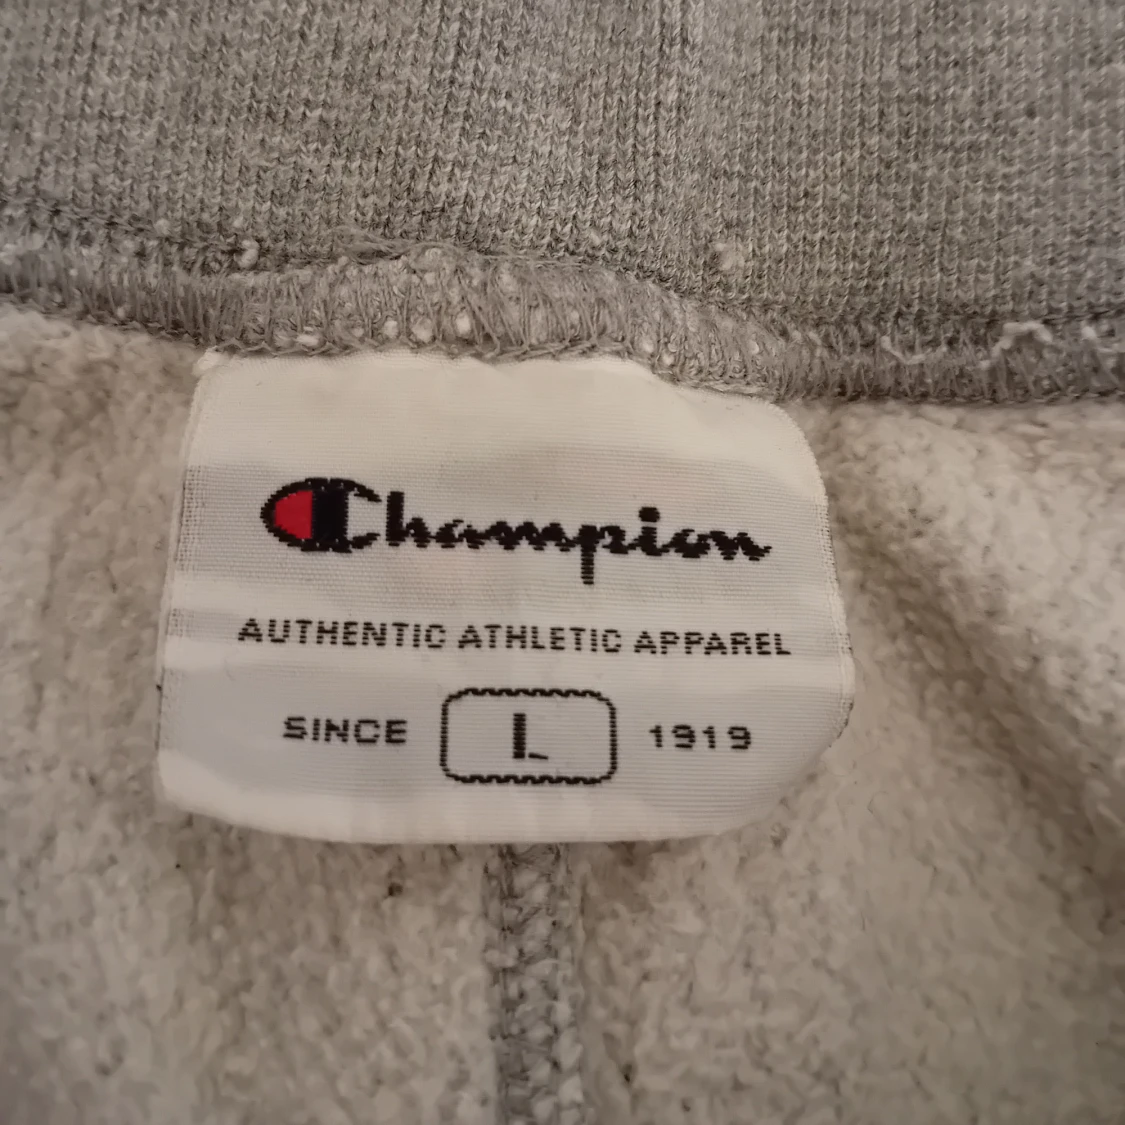 Champion
AUTHENTIC ATHLETIC APPAREL
SINCE L 1919